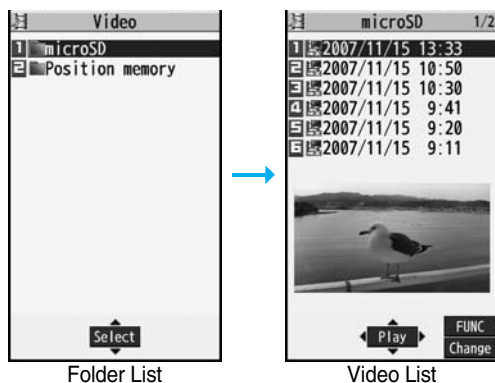 Video
1 microSD
2 Position memory
Select
Folder List
microSD 1/2
1 2007/11/15 13:33
2 2007/11/15 10:50
3 2007/11/15 10:30
4 2007/11/15 9:41
5 2007/11/15 9:20
6 2007/11/15 9:11
Play
FUNC
Change
Video List